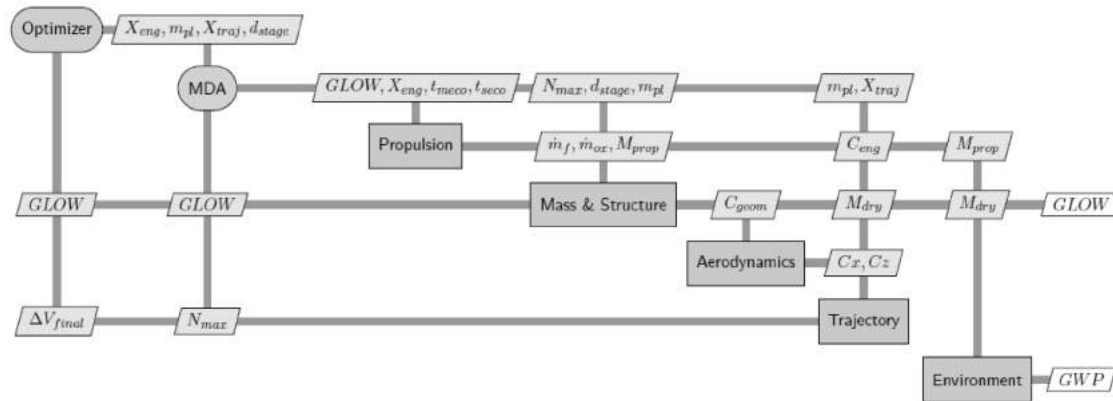 Optimizer
X_eng, m_pl, X_traj, d_stage
MDA
GLOW, X_eng, t_meco, t_seco
N_max, d_stage, m_pl
m_pl, X_traj
Propulsion
ṁ_f, ṁ_ox, M_prop
C_eng
M_prop
GLOW
GLOW
Mass & Structure
C_geom
M_dry
M_dry
GLOW
Aerodynamics
Cx, Cz
ΔV_final
N_max
Trajectory
Environment
GWP